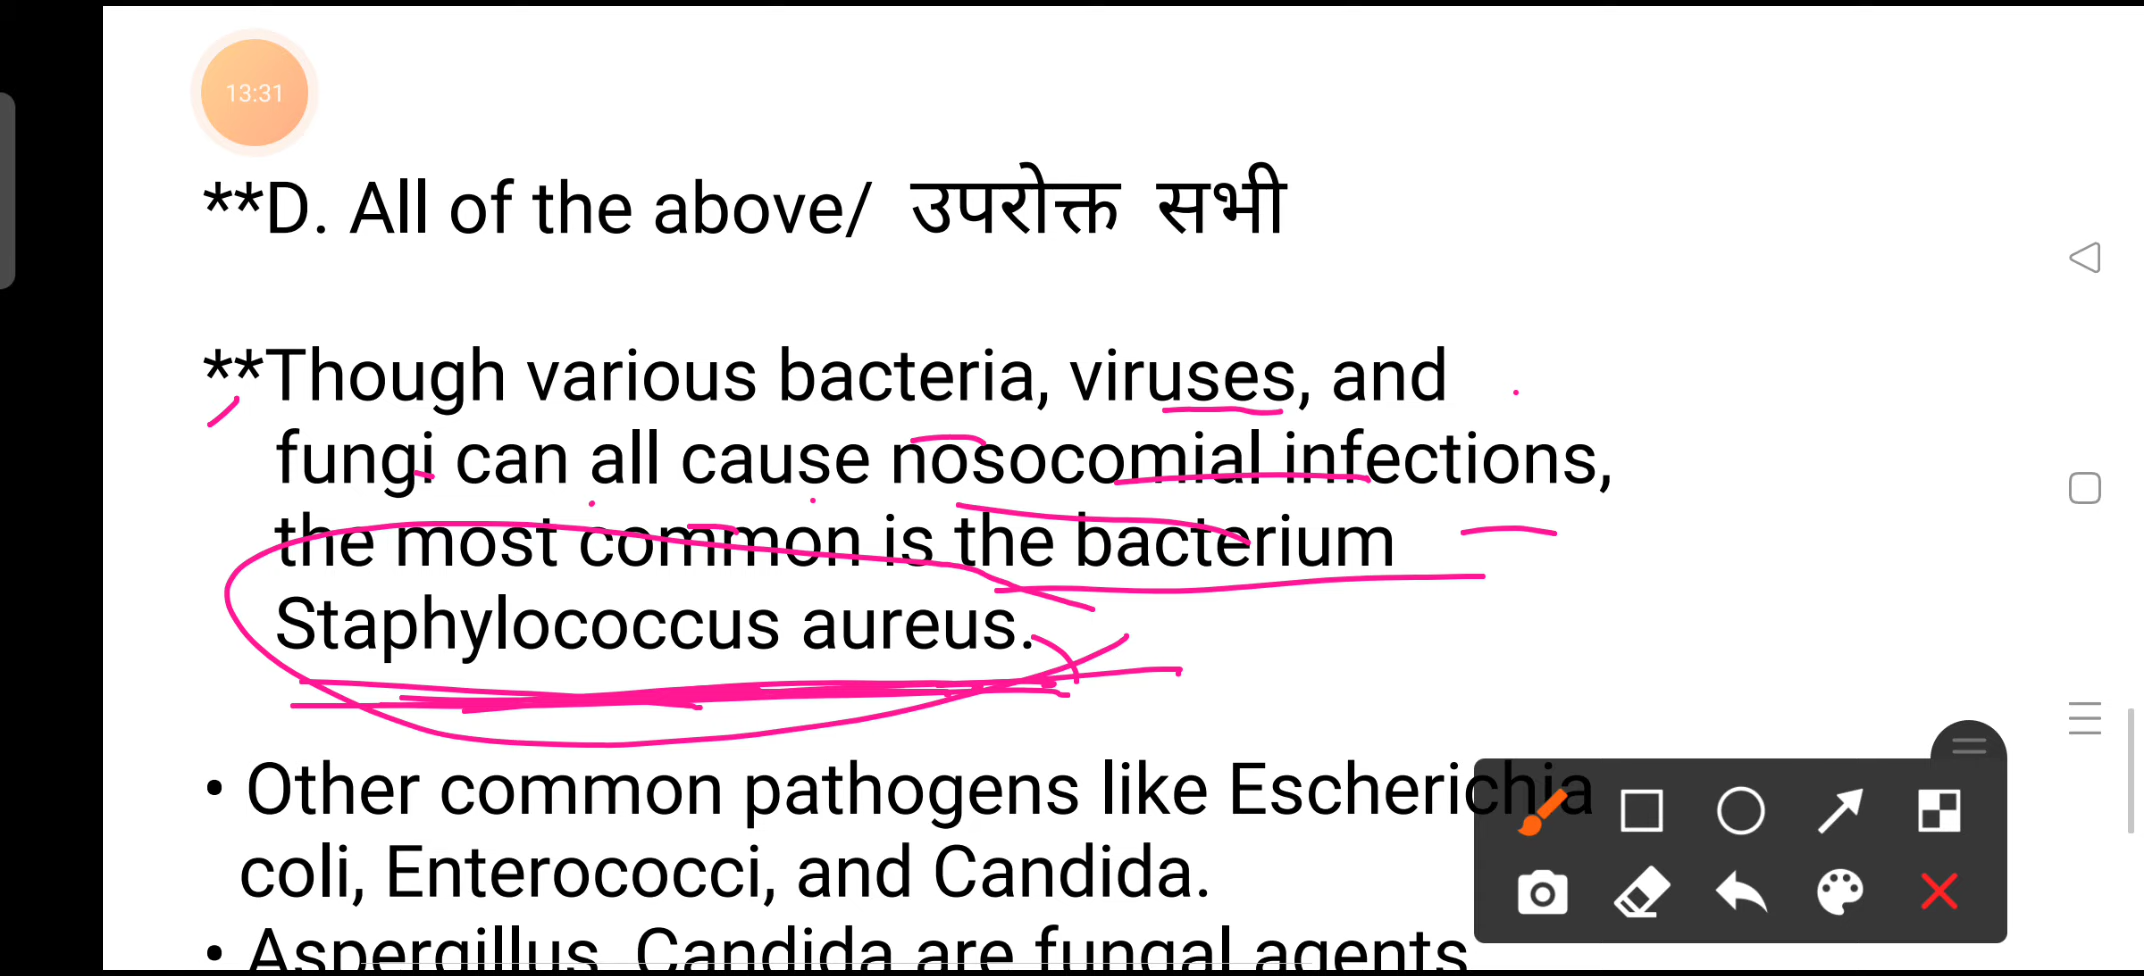 13:31
**D. All of the above/ उपरोक्त सभी
**Though various bacteria, viruses, and
fungi can all cause nosocomial infections,
the most common is the bacterium
Staphylococcus aureus.
• Other common pathogens like Escherichia
coli, Enterococci, and Candida.
• Aspergillus, Candida are fungal agents